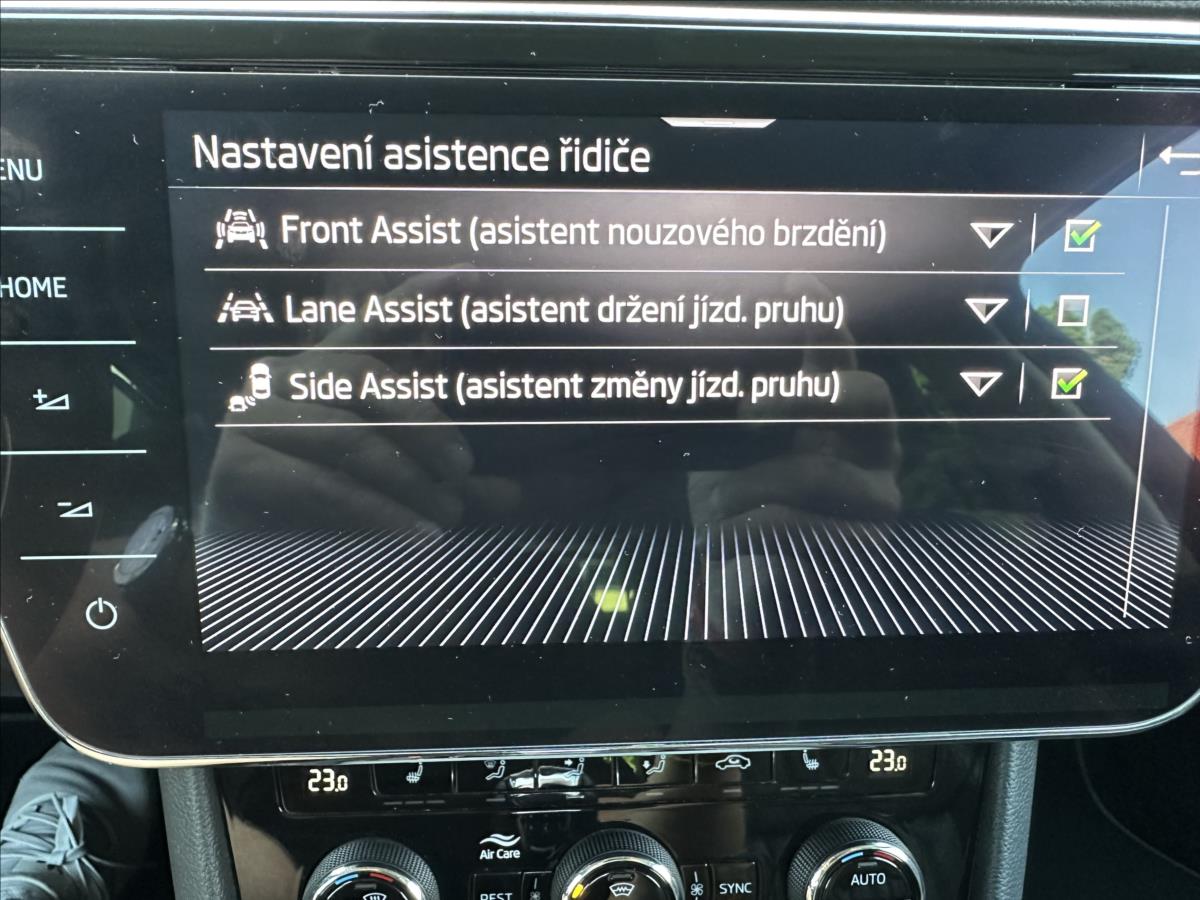 Nastavení asistence řidiče
ENU
Front Assist (asistent nouzového brzdění)
HOME
Lane Assist (asistent držení jízd. pruhu)
Side Assist (asistent změny jízd. pruhu)
23.0
23.0
Air Care
REST
SYNC
AUTO